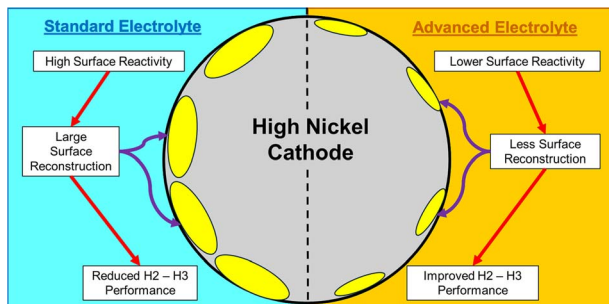 Standard Electrolyte
Advanced Electrolyte
High Surface Reactivity
Lower Surface Reactivity
High Nickel
Cathode
Large
Surface
Reconstruction
Less Surface
Reconstruction
Reduced H2 – H3
Performance
Improved H2 – H3
Performance